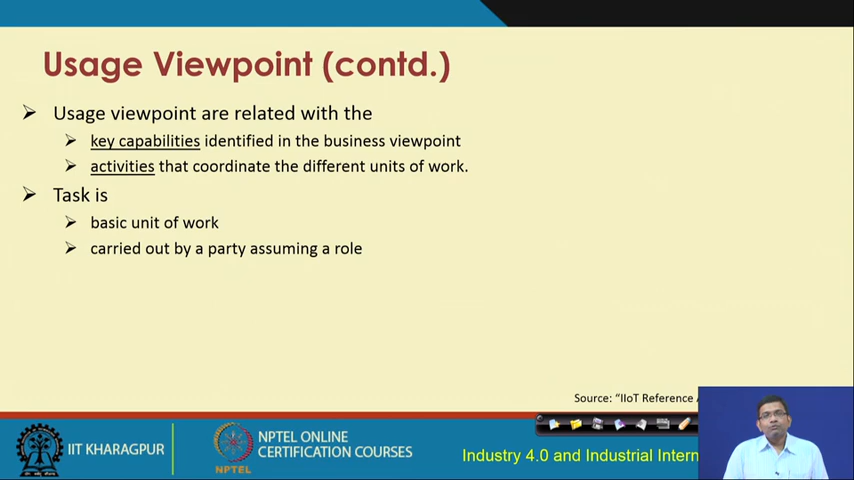 Usage Viewpoint (contd.)
Usage viewpoint are related with the
key capabilities identified in the business viewpoint
activities that coordinate the different units of work.
Task is
basic unit of work
carried out by a party assuming a role
Source: "IIoT Reference
IIT KHARAGPUR
NPTEL
NPTEL ONLINE
CERTIFICATION COURSES
Industry 4.0 and Industrial